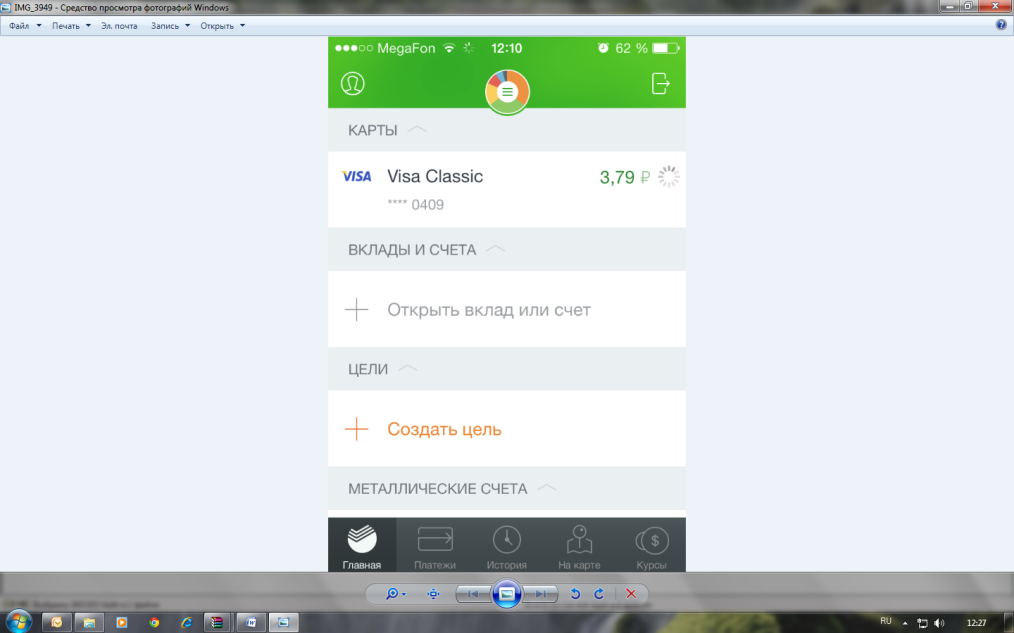 IMG_3949 - Средство просмотра фотографий Windows
Файл Печать Эл. почта Запись Открыть
MegaFon 12:10 62 %
КАРТЫ
VISA Visa Classic 3,79 ₽
**** 0409
ВКЛАДЫ И СЧЕТА
Открыть вклад или счет
ЦЕЛИ
Создать цель
МЕТАЛЛИЧЕСКИЕ СЧЕТА
Главная Платежи История На карте Курсы
RU 12:27